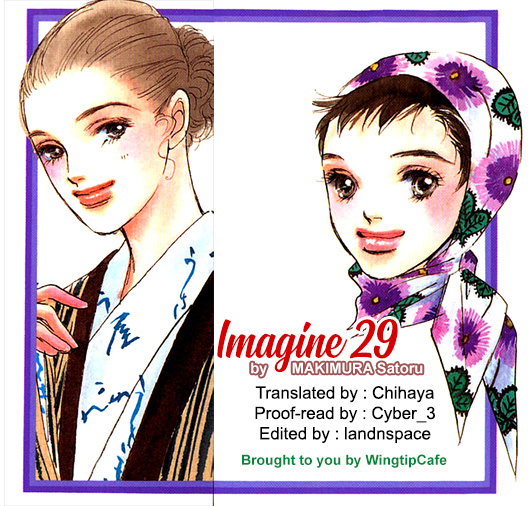 Imagine 29
by MAKIMURA Satoru
Translated by : Chihaya
Proof-read by : Cyber_3
Edited by : landnspace
Brought to you by WingtipCafe
屋